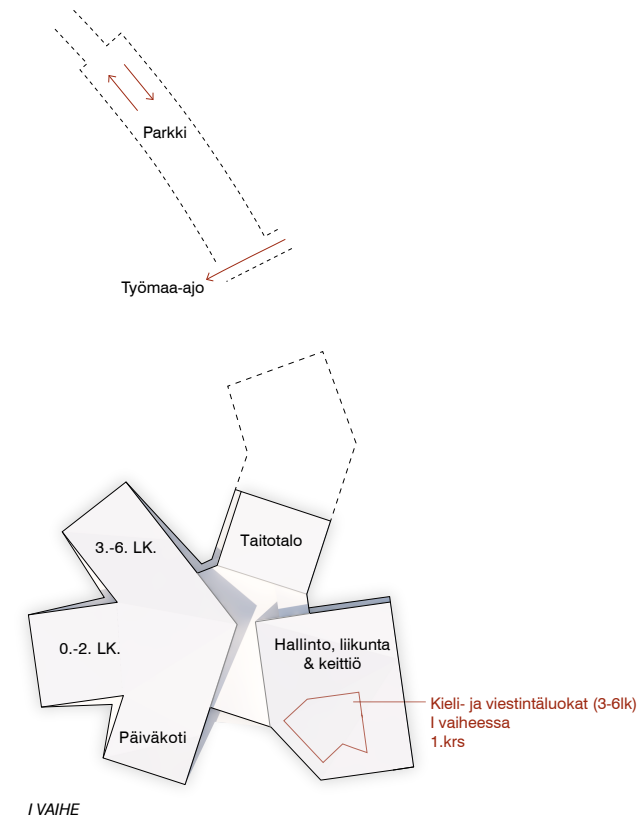 Parkki
Työmaa-ajo
3.-6. LK.
Taitotalo
0.-2. LK.
Hallinto, liikunta
& keittiö
Päiväkoti
Kieli- ja viestintäluokat (3-6lk)
I vaiheessa
1.krs
I VAIHE